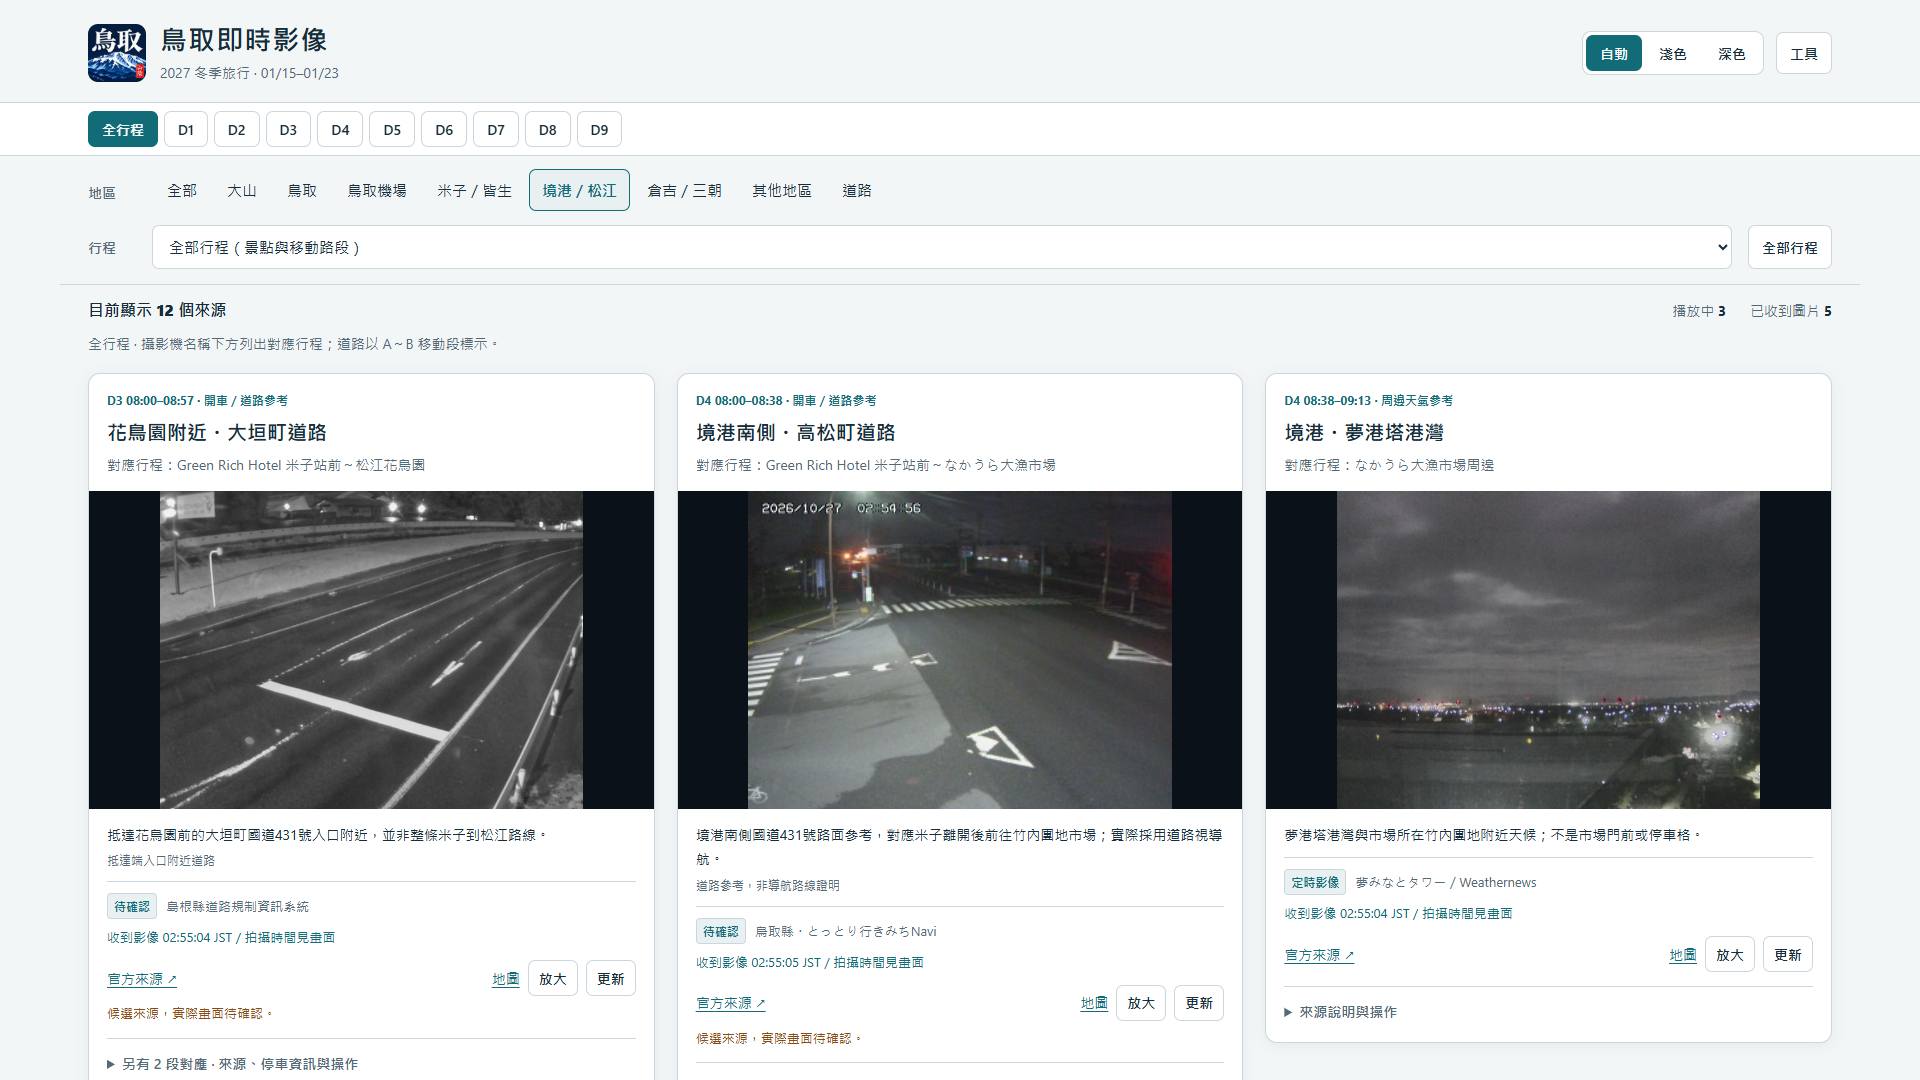 鳥取
鳥取即時影像
2027 冬季旅行 · 01/15–01/23
自動 淺色 深色 工具
全行程 D1 D2 D3 D4 D5 D6 D7 D8 D9
地區 全部 大山 鳥取 鳥取機場 米子 / 皆生 境港 / 松江 倉吉 / 三朝 其他地區 道路
行程 全部行程（景點與移動路段） 全部行程
目前顯示 12 個來源 播放中 3 已收到圖片 5
全行程 · 攝影機名稱下方列出對應行程；道路以 A～B 移動段標示。
D3 08:00–08:57 · 開車 / 道路參考
花鳥園附近・大垣町道路
對應行程：Green Rich Hotel 米子站前～松江花鳥園
抵達花鳥園前的大垣町國道431號入口附近，並非整條米子到松江路線。
抵達端入口附近道路
待確認 島根縣道路規制資訊系統
收到影像 02:55:04 JST / 拍攝時間見畫面
官方來源 ↗ 地圖 放大 更新
候選來源，實際畫面待確認。
▶ 另有 2 段對應 · 來源、停車資訊與操作
D4 08:00–08:38 · 開車 / 道路參考
境港南側・高松町道路
對應行程：Green Rich Hotel 米子站前～なかうら大漁市場
2026/10/27 02:54:56
境港南側國道431號路面參考，對應米子離開後前往竹內團地市場；實際採用道路視導
航。
道路參考，非導航路線證明
待確認 鳥取縣・とっとり行きみちNavi
收到影像 02:55:05 JST / 拍攝時間見畫面
官方來源 ↗ 地圖 放大 更新
候選來源，實際畫面待確認。
D4 08:38–09:13 · 周邊天氣參考
境港・夢港塔港灣
對應行程：なかうら大漁市場周邊
夢港塔港灣與市場所在竹內團地附近天候；不是市場門前或停車格。
定時影像 夢みなとタワー / Weathernews
收到影像 02:55:04 JST / 拍攝時間見畫面
官方來源 ↗ 地圖 放大 更新
▶ 來源說明與操作